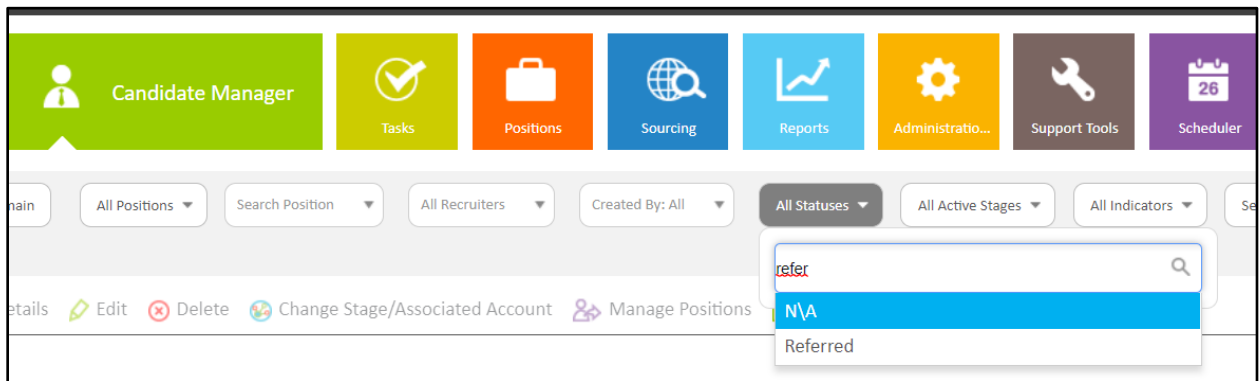 Candidate Manager
Tasks
Positions
Sourcing
Reports
Administratio...
Support Tools
26
Scheduler
nain
All Positions
Search Position
All Recruiters
Created By: All
All Statuses
All Active Stages
All Indicators
Se
refer
etails
Edit
Delete
Change Stage/Associated Account
Manage Positions
N\A
Referred